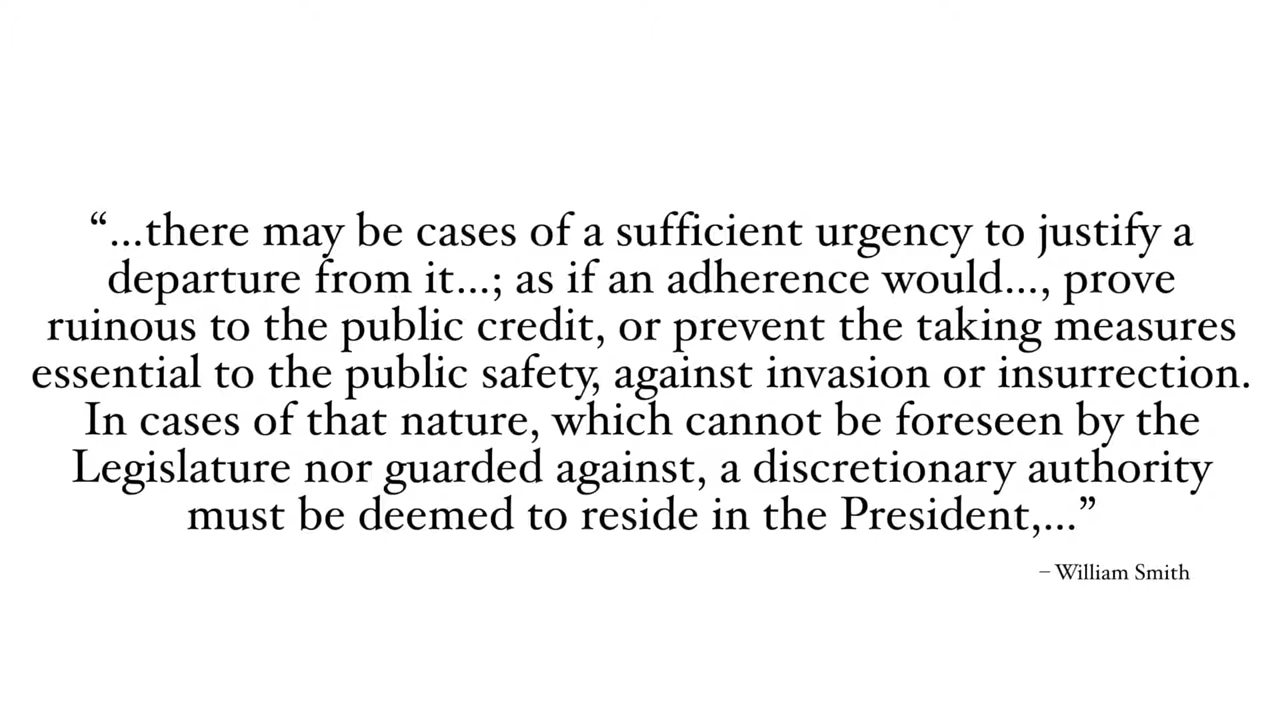 “...there may be cases of a sufficient urgency to justify a
departure from it...; as if an adherence would..., prove
ruinous to the public credit, or prevent the taking measures
essential to the public safety, against invasion or insurrection.
In cases of that nature, which cannot be foreseen by the
Legislature nor guarded against, a discretionary authority
must be deemed to reside in the President,...”
– William Smith